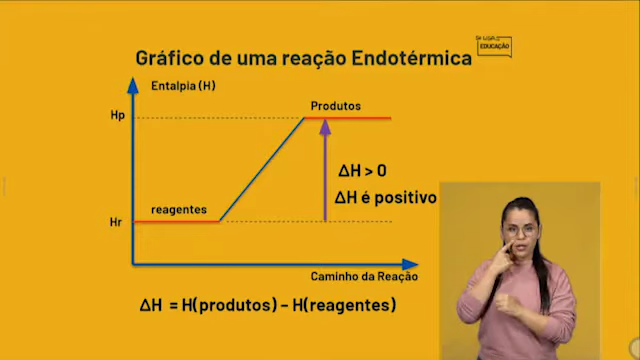 Gráfico de uma reação Endotérmica
EDUCAÇÃO
Entalpia (H)
Produtos
Hp
ΔH > 0
ΔH é positivo
reagentes
Hr
Caminho da Reação
ΔH = H(produtos) – H(reagentes)